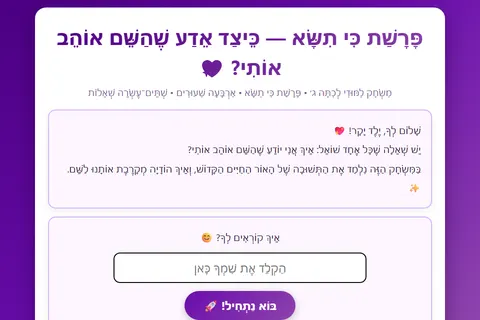 פָּרָשַׁת כִּי תִשָּׂא — כֵּיצַד אֵדַע שֶׁהַשֵּׁם אוֹהֵב
אוֹתִי? 💜
מִשְׂחָק לִמּוּדִי לְכִתָּה ג׳ • פָּרָשַׁת כִּי תִשָּׂא • אַרְבָּעָה שִׁעוּרִים • שְׁתֵּים־עֶשְׂרֵה שְׁאֵלוֹת
שָׁלוֹם לְךָ, יֶלֶד יָקָר! 💖
יֵשׁ שְׁאֵלָה שֶׁכָּל אֶחָד שׁוֹאֵל: אֵיךְ אֲנִי יוֹדֵעַ שֶׁהַשֵּׁם אוֹהֵב אוֹתִי?
בַּמִּשְׂחָק הַזֶּה נִלְמַד אֶת הַתְּשׁוּבָה שֶׁל הָאוֹר הַחַיִּים הַקָּדוֹשׁ, וְאֵיךְ הוֹדָיָה מְקָרֶבֶת אוֹתָנוּ לַשֵּׁם.
✨
אֵיךְ קוֹרְאִים לְךָ? 😊
הַקְלֵד אֶת שִׁמְךָ כָּאן
בּוֹא נַתְחִיל! 🚀